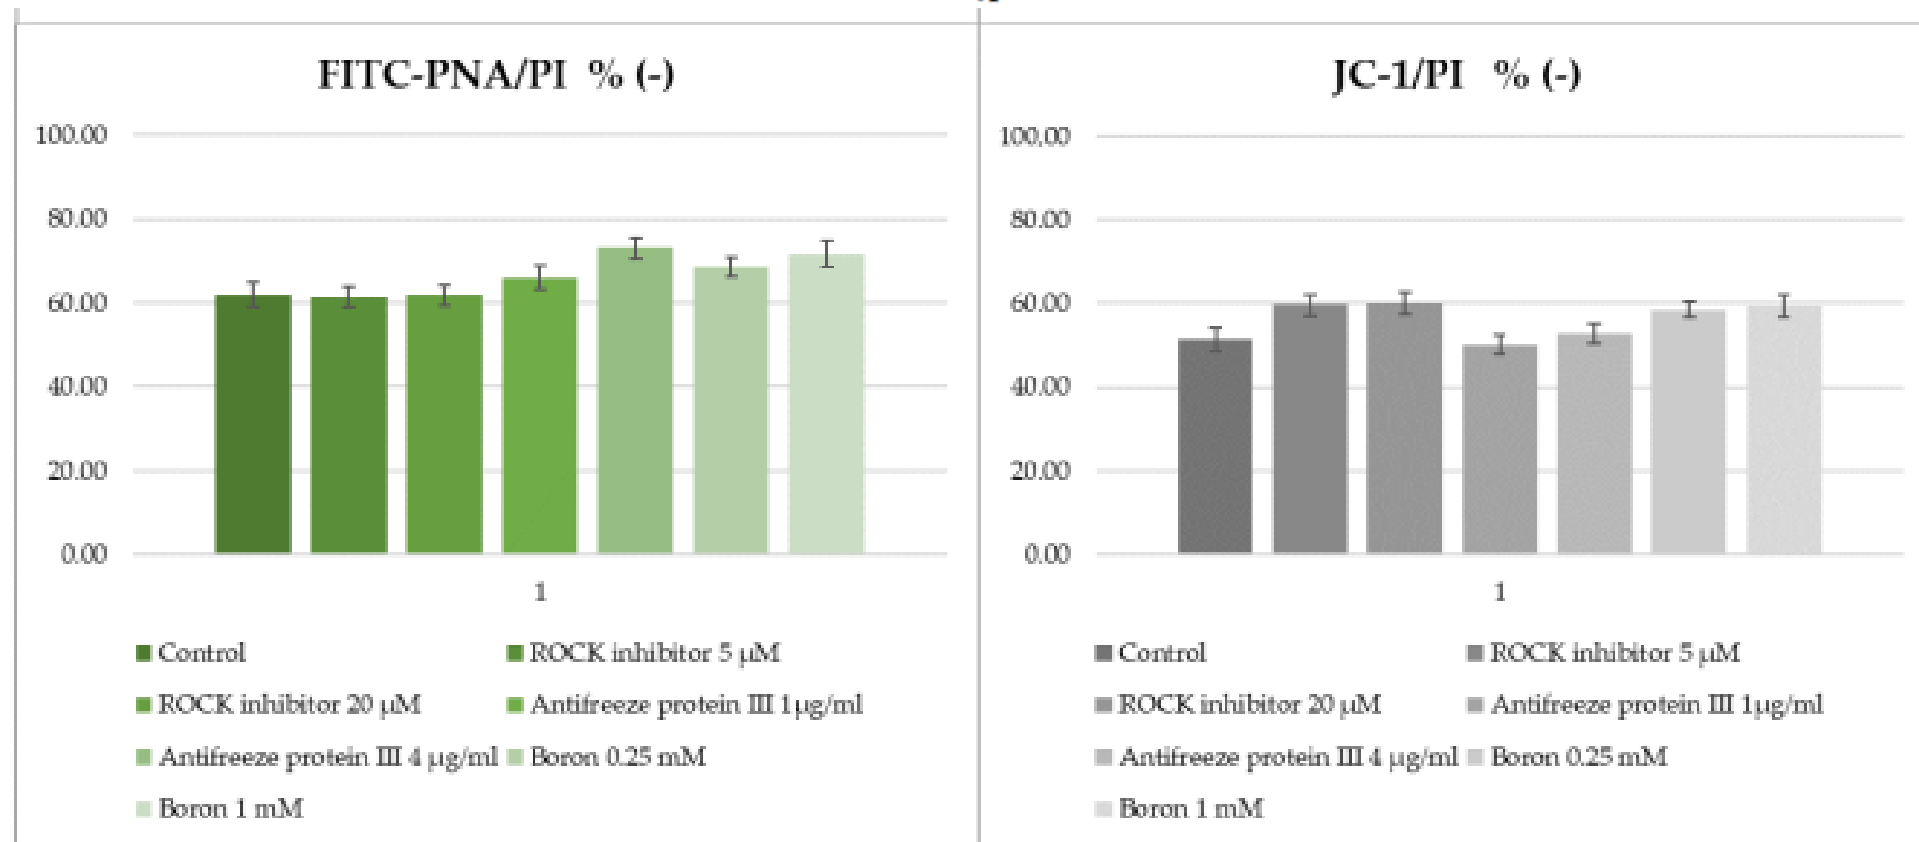 FITC-PNA/PI % (-)
100.00
80.00
60.00
40.00
20.00
0.00
1
Control
ROCK inhibitor 5 µM
ROCK inhibitor 20 µM
Antifreeze protein III 1µg/ml
Antifreeze protein III 4 µg/ml
Boron 0.25 mM
Boron 1 mM
JC-1/PI % (-)
100.00
80.00
60.00
40.00
20.00
0.00
1
Control
ROCK inhibitor 5 µM
ROCK inhibitor 20 µM
Antifreeze protein III 1µg/ml
Antifreeze protein III 4 µg/ml
Boron 0.25 mM
Boron 1 mM